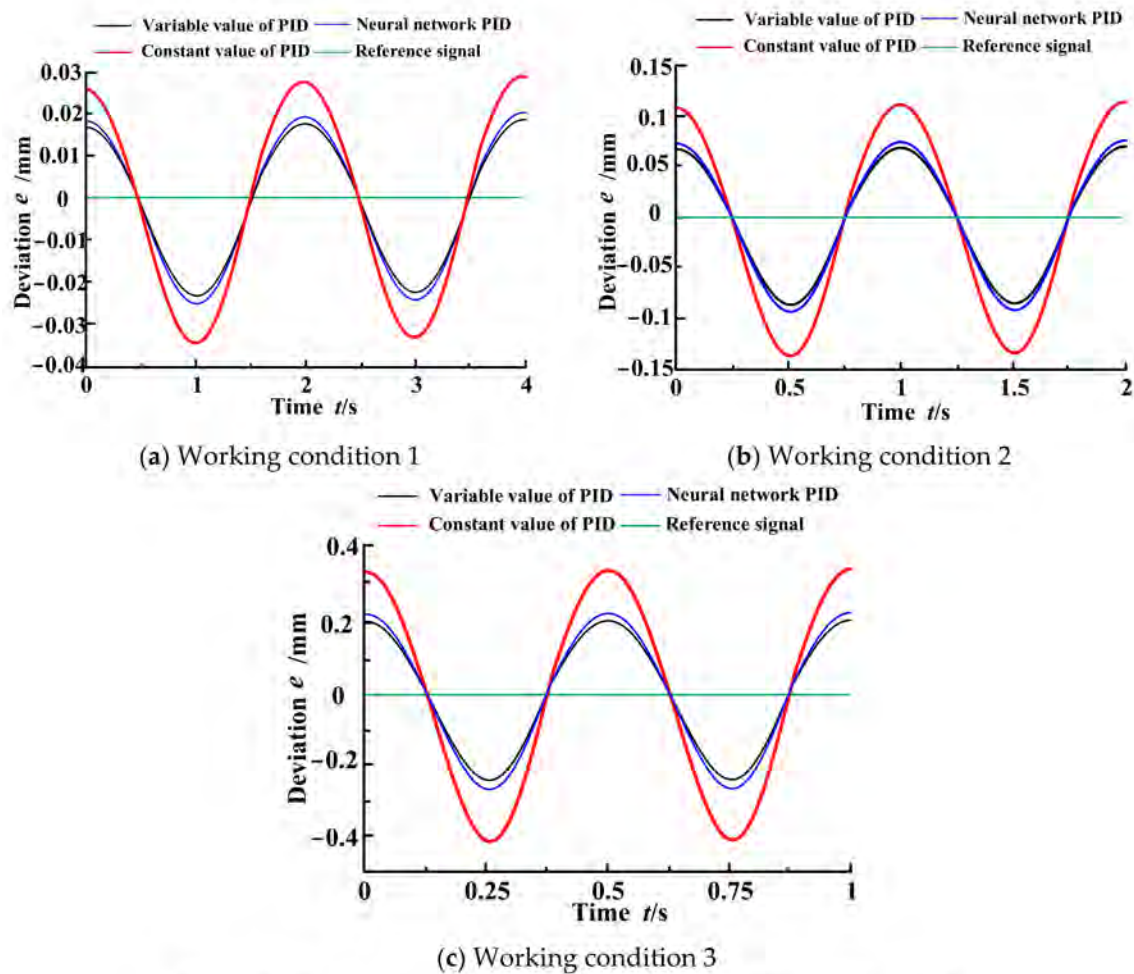 Variable value of PID Neural network PID
Constant value of PID Reference signal
0.03
0.02
0.01
0
−0.01
−0.02
−0.03
−0.04
Deviation e /mm
0 1 2 3 4
Time t/s
(a) Working condition 1
Variable value of PID Neural network PID
Constant value of PID Reference signal
0.15
0.1
0.05
0
−0.05
−0.1
−0.15
Deviation e /mm
0 0.5 1 1.5 2
Time t/s
(b) Working condition 2
Variable value of PID Neural network PID
Constant value of PID Reference signal
0.4
0.2
0
−0.2
−0.4
Deviation e /mm
0 0.25 0.5 0.75 1
Time t/s
(c) Working condition 3